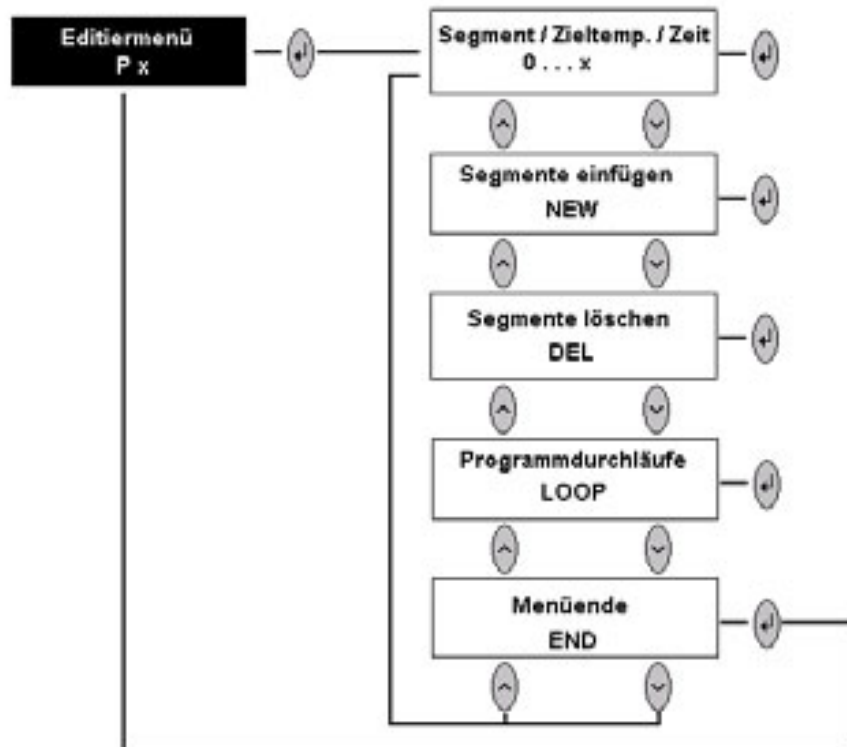 Editiermenü
P x
Segment / Zieltemp. / Zeit
0 . . . x
Segmente einfügen
NEW
Segmente löschen
DEL
Programmdurchläufe
LOOP
Menüende
END